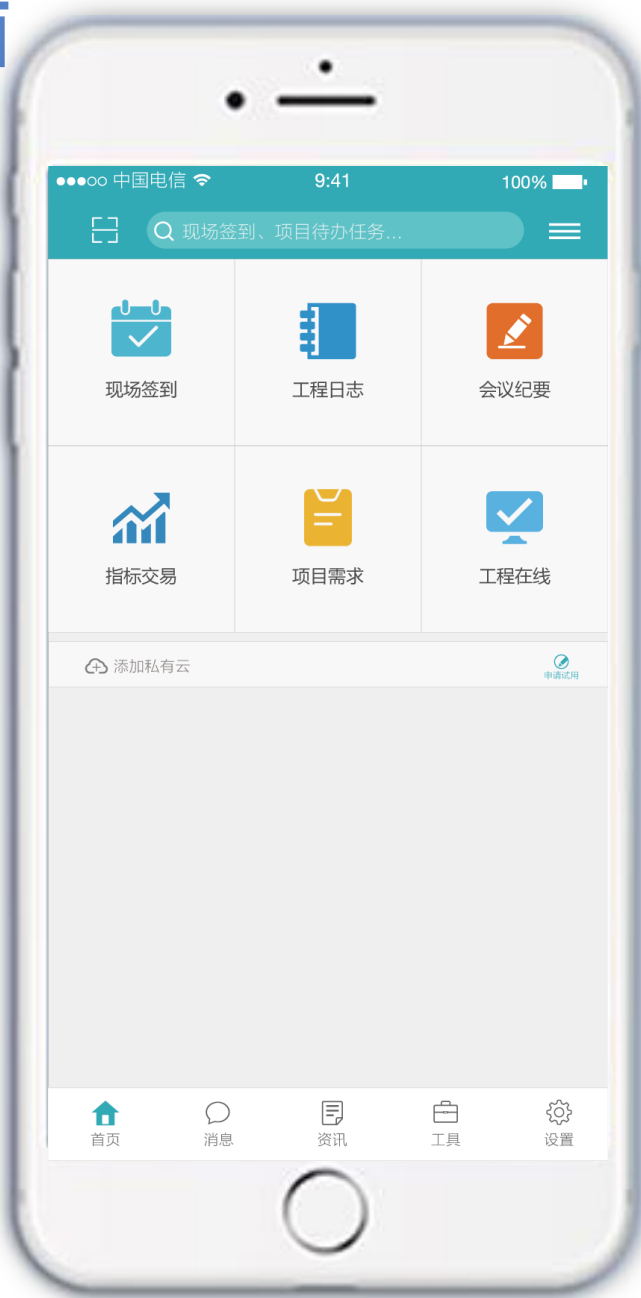 中国电信 9:41 100%
现场签到、项目待办任务...
现场签到 工程日志 会议纪要
指标交易 项目需求 工程在线
添加私有云 申请试用
首页 消息 资讯 工具 设置